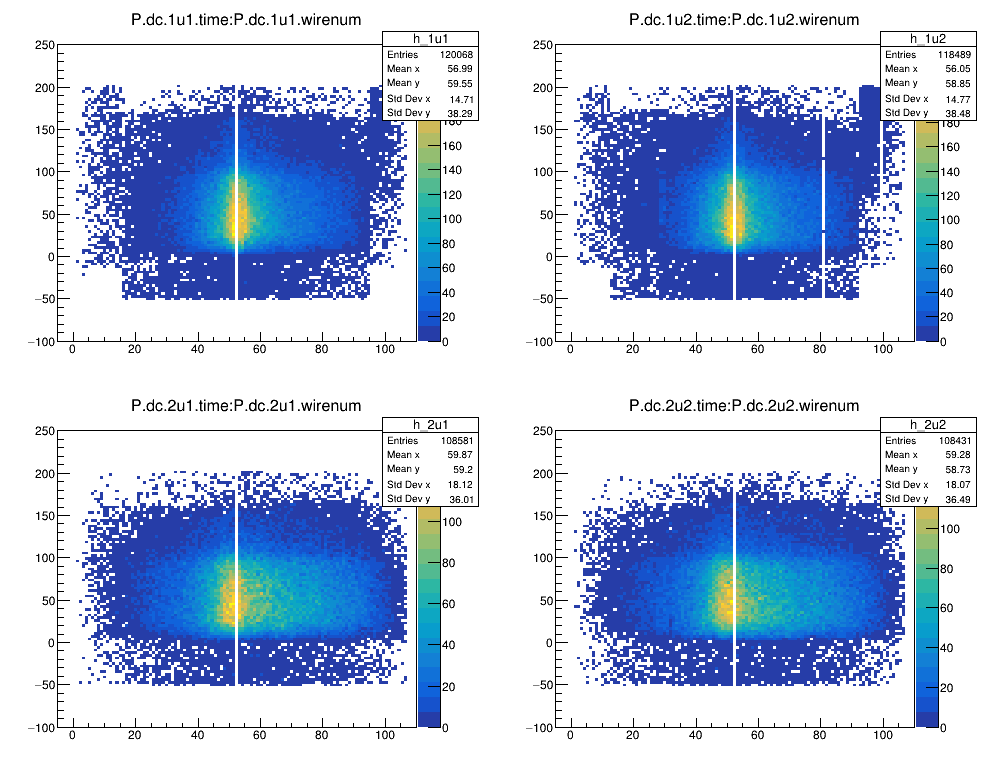 P.dc.1u1.time:P.dc.1u1.wirenum
h_1u1
Entries 120068
Mean x 56.99
Mean y 59.55
Std Dev x 14.71
Std Dev y 38.29
250
200
150
100
50
0
−50
−100
0 20 40 60 80 100
180
160
140
120
100
80
60
40
20
0
P.dc.1u2.time:P.dc.1u2.wirenum
h_1u2
Entries 118489
Mean x 56.05
Mean y 58.85
Std Dev x 14.77
Std Dev y 38.48
250
200
150
100
50
0
−50
−100
0 20 40 60 80 100
180
160
140
120
100
80
60
40
20
0
P.dc.2u1.time:P.dc.2u1.wirenum
h_2u1
Entries 108581
Mean x 59.87
Mean y 59.2
Std Dev x 18.12
Std Dev y 36.01
250
200
150
100
50
0
−50
−100
0 20 40 60 80 100
100
80
60
40
20
0
P.dc.2u2.time:P.dc.2u2.wirenum
h_2u2
Entries 108431
Mean x 59.28
Mean y 58.73
Std Dev x 18.07
Std Dev y 36.49
250
200
150
100
50
0
−50
−100
0 20 40 60 80 100
100
80
60
40
20
0